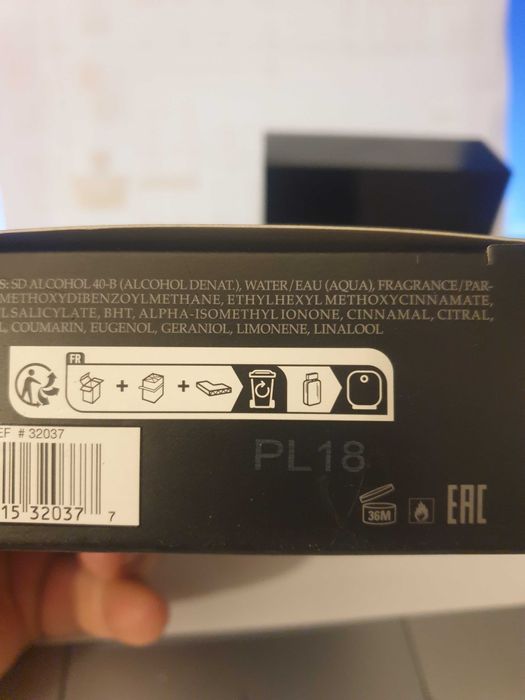 S: SD ALCOHOL 40-B (ALCOHOL DENAT.), WATER/EAU (AQUA), FRAGRANCE/PAR-
METHOXYDIBENZOYLMETHANE, ETHYLHEXYL METHOXYCINNAMATE,
LSALICYLATE, BHT, ALPHA-ISOMETHYL IONONE, CINNAMAL, CITRAL,
L, COUMARIN, EUGENOL, GERANIOL, LIMONENE, LINALOOL
FR
EF # 32037
15 32037 7
PL18
36M
EAC